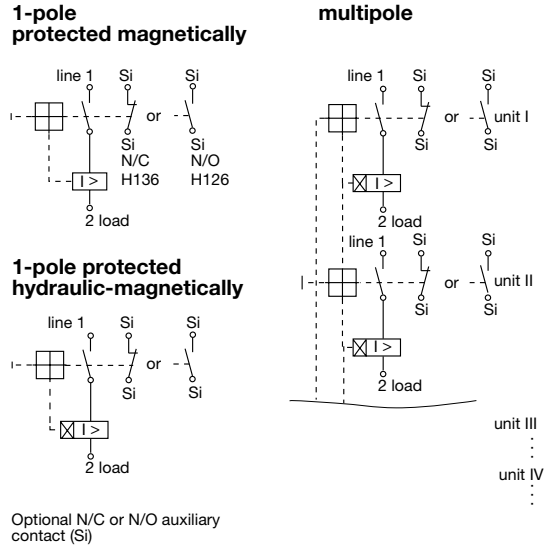 1-pole
protected magnetically
line 1
Si
Si
or
Si
N/C
H136
Si
N/O
H126
I >
2 load
1-pole protected
hydraulic-magnetically
line 1
Si
Si
or
Si
Si
I >
2 load
Optional N/C or N/O auxiliary
contact (Si)
multipole
line 1
Si
Si
or
unit I
Si
Si
I >
2 load
line 1
Si
Si
or
unit II
Si
Si
I >
2 load
unit III
unit IV